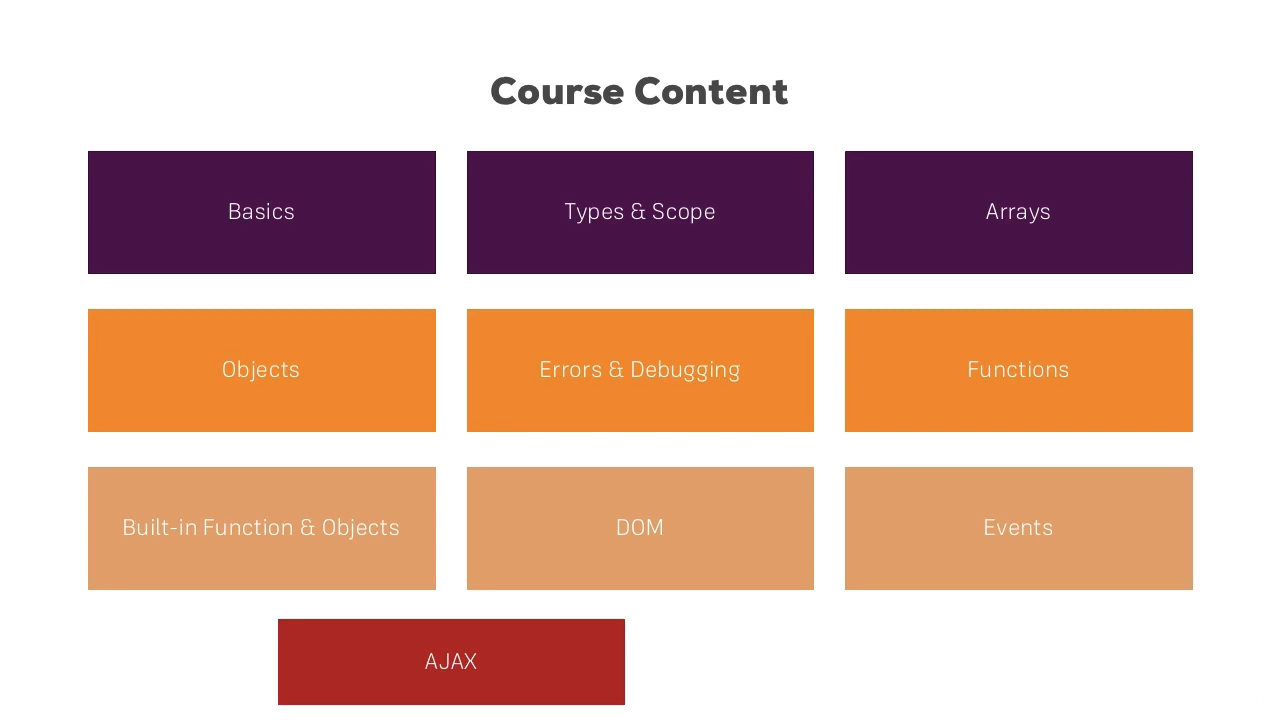 Course Content
Basics
Types & Scope
Arrays
Objects
Errors & Debugging
Functions
Built-in Function & Objects
DOM
Events
AJAX